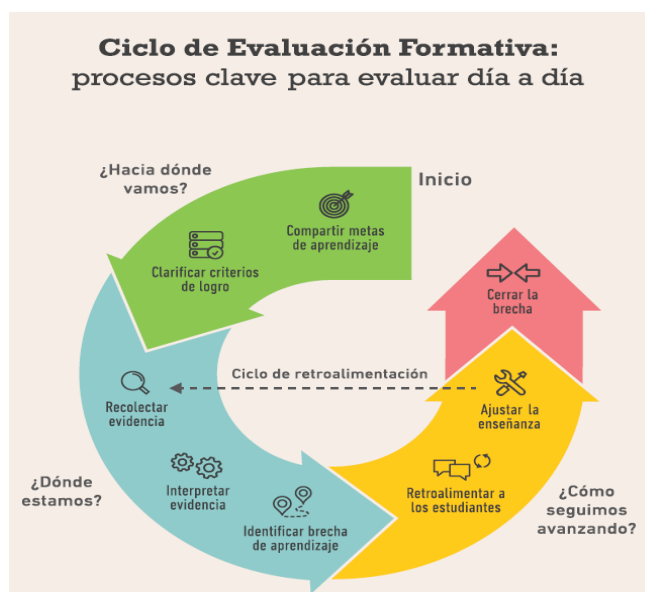 Ciclo de Evaluación Formativa:
procesos clave para evaluar día a día
¿Hacia dónde
vamos?
Inicio
Compartir metas
de aprendizaje
Clarificar criterios
de logro
Recolectar
evidencia
¿Dónde
estamos?
Interpretar
evidencia
Identificar brecha
de aprendizaje
Ciclo de retroalimentación
Retroalimentar a
los estudiantes
¿Cómo
seguimos
avanzando?
Ajustar la
enseñanza
Cerrar la
brecha